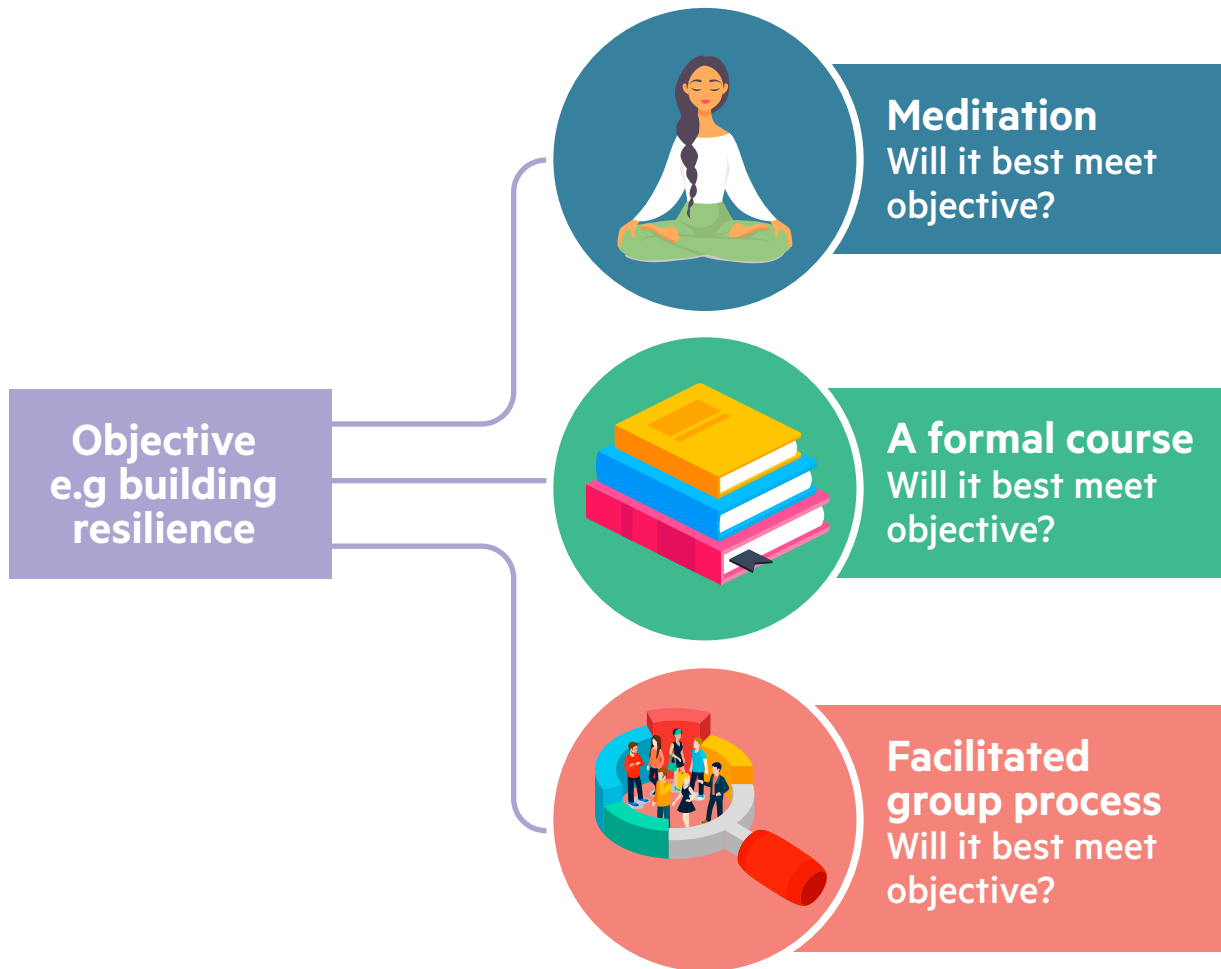 Objective
e.g building
resilience
Meditation
Will it best meet
objective?
A formal course
Will it best meet
objective?
Facilitated
group process
Will it best meet
objective?